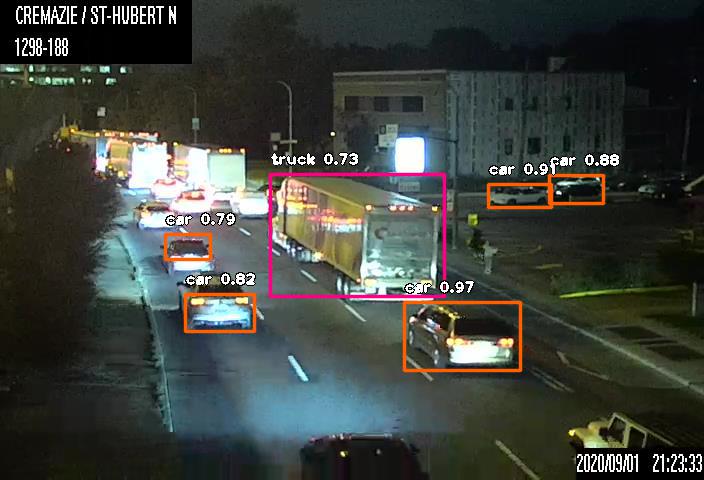 CREMAZIE / ST-HUBERT N
1298-188
truck 0.73
car 0.91
car 0.88
car 0.79
car 0.82
car 0.97
2020/09/01 21:23:33